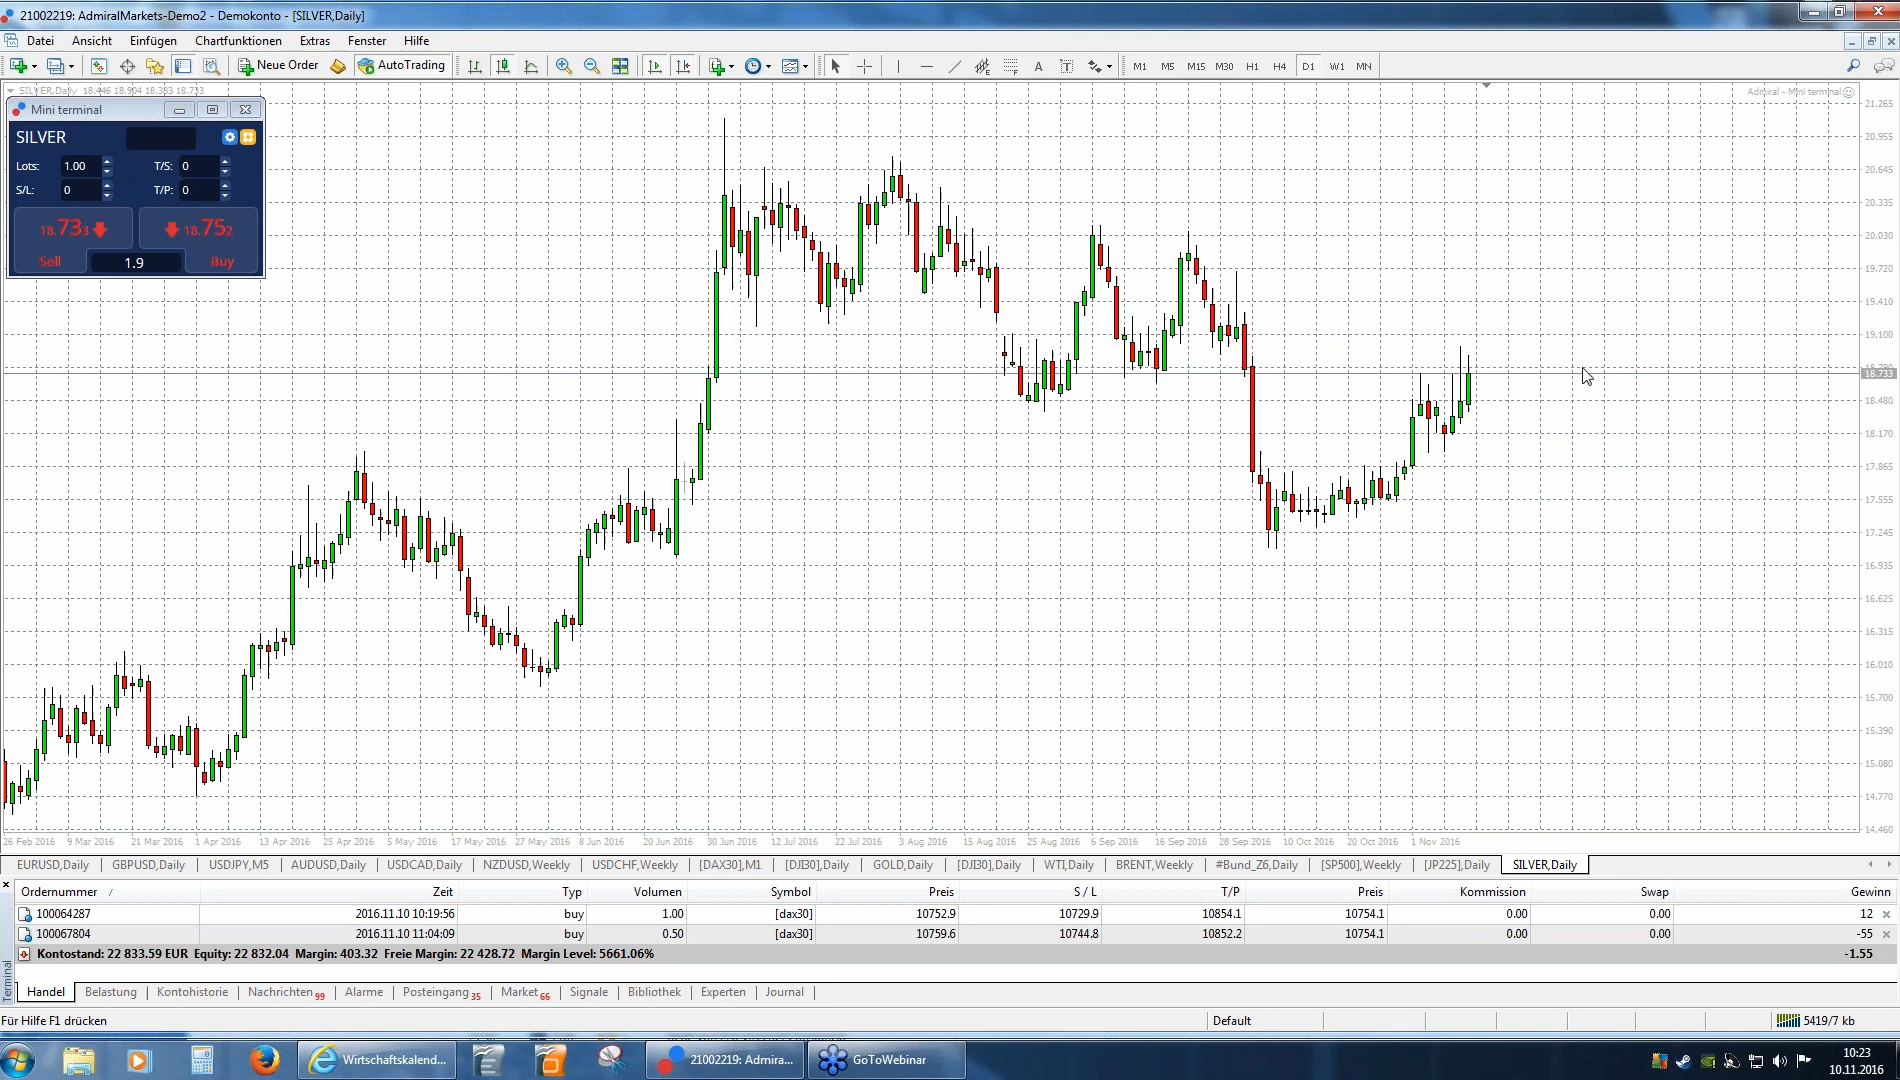 21002219: AdmiralMarkets-Demo2 - Demokonto - [SILVER,Daily]
Datei Ansicht Einfügen Chartfunktionen Extras Fenster Hilfe
Neue Order AutoTrading A T M1 M5 M15 M30 H1 H4 D1 W1 MN
SILVER,Daily 18.446 18.904 18.383 18.733
Admiral - Mini terminal
Mini terminal
SILVER
Lots: 1.00 T/S: 0
S/L: 0 T/P: 0
18.733 18.752
Sell 1.9 Buy
21.265
20.955
20.645
20.335
20.030
19.720
19.410
19.100
18.733
18.480
18.170
17.865
17.555
17.245
16.935
16.625
16.315
16.010
15.700
15.390
15.080
14.770
14.460
26 Feb 2016 9 Mar 2016 21 Mar 2016 1 Apr 2016 13 Apr 2016 25 Apr 2016 5 May 2016 17 May 2016 27 May 2016 8 Jun 2016 20 Jun 2016 30 Jun 2016 12 Jul 2016 22 Jul 2016 3 Aug 2016 15 Aug 2016 25 Aug 2016 6 Sep 2016 16 Sep 2016 28 Sep 2016 10 Oct 2016 20 Oct 2016 1 Nov 2016
EURUSD,Daily GBPUSD,Daily USDJPY,M5 AUDUSD,Daily USDCAD,Daily NZDUSD,Weekly USDCHF,Weekly [DAX30],M1 [DJI30],Daily GOLD,Daily [DJI30],Daily WTI,Daily BRENT,Weekly #Bund_Z6,Daily [SP500],Weekly [JP225],Daily SILVER,Daily
Ordernummer / Zeit Typ Volumen Symbol Preis S / L T/P Preis Kommission Swap Gewinn
100064287 2016.11.10 10:19:56 buy 1.00 [dax30] 10752.9 10729.9 10854.1 10754.1 0.00 0.00 12
100067804 2016.11.10 11:04:09 buy 0.50 [dax30] 10759.6 10744.8 10852.2 10754.1 0.00 0.00 -55
Kontostand: 22 833.59 EUR Equity: 22 832.04 Margin: 403.32 Freie Margin: 22 428.72 Margin Level: 5661.06% -1.55
Terminal
Handel Belastung Kontohistorie Nachrichten 99 Alarme Posteingang 35 Market 66 Signale Bibliothek Experten Journal
Für Hilfe F1 drücken Default 5419/7 kb
Wirtschaftskalend... 21002219: Admira... GoToWebinar
10:23
10.11.2016